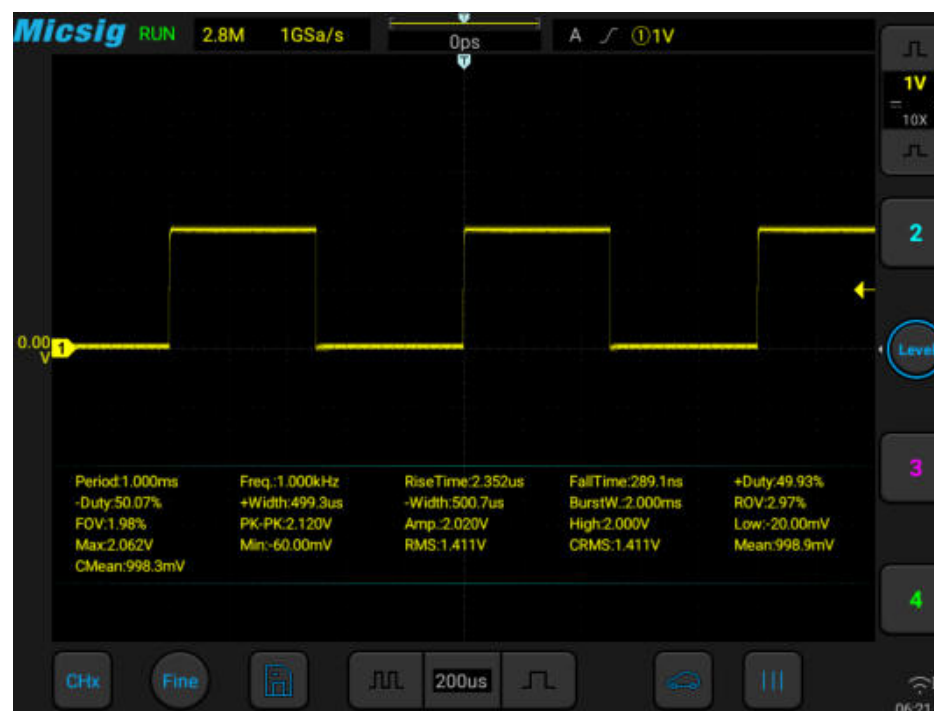 Micsig RUN 2.8M 1GSa/s 0ps A ①1V
T
1V
10X
2
0.00
V
1
Level
3
Period:1.000ms Freq.:1.000kHz RiseTime:2.352us FallTime:289.1ns +Duty:49.93%
-Duty:50.07% +Width:499.3us -Width:500.7us BurstW.:2.000ms ROV:2.97%
FOV:1.98% PK-PK:2.120V Amp.:2.020V High:2.000V Low:-20.00mV
Max:2.062V Min:-60.00mV RMS:1.411V CRMS:1.411V Mean:998.9mV
CMean:998.3mV
4
CHx Fine 200us
06:21